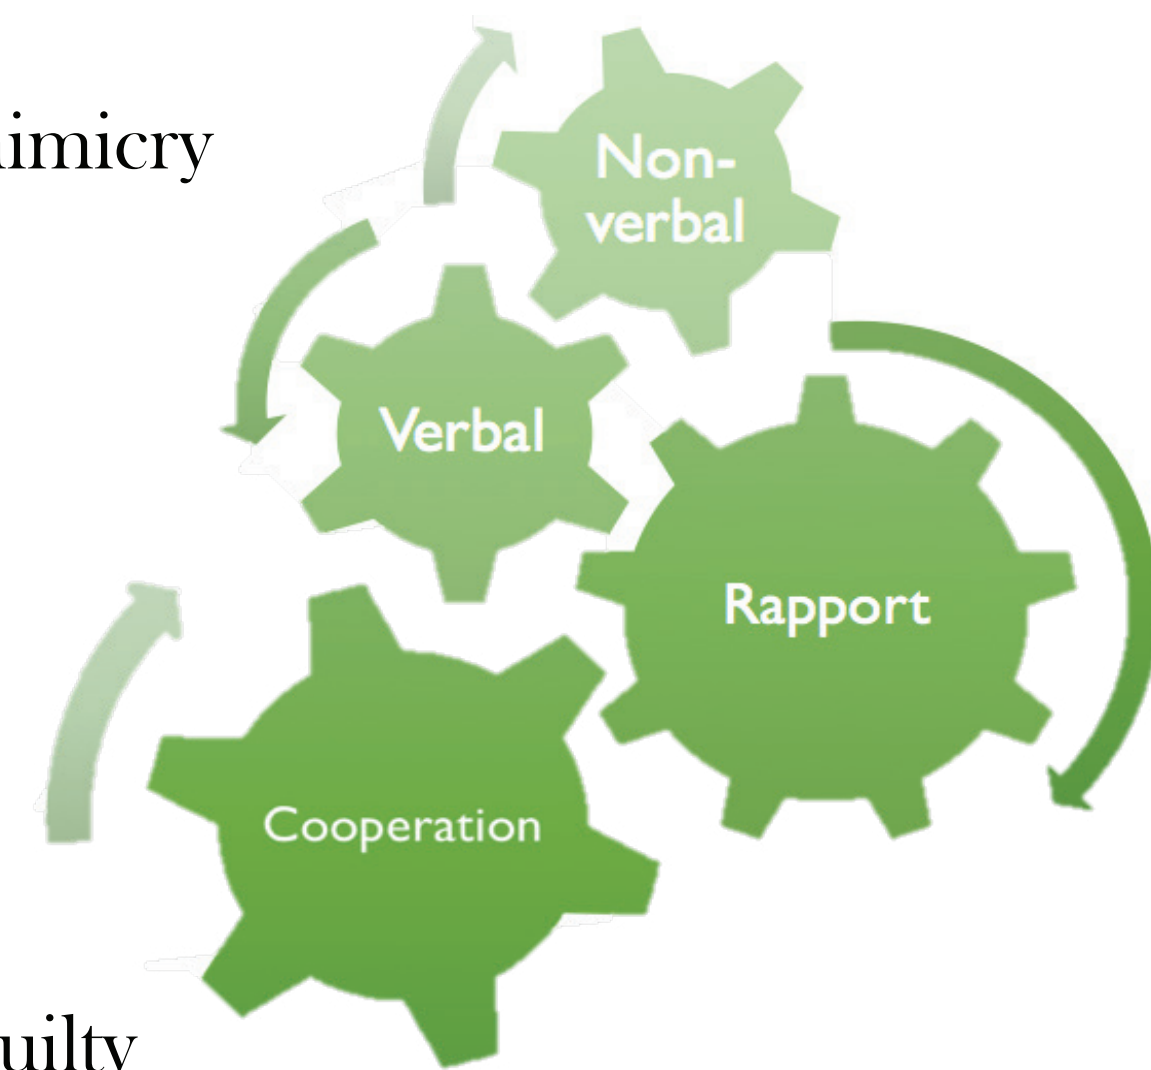 imicry
Non-
verbal
Verbal
Rapport
Cooperation
uilty